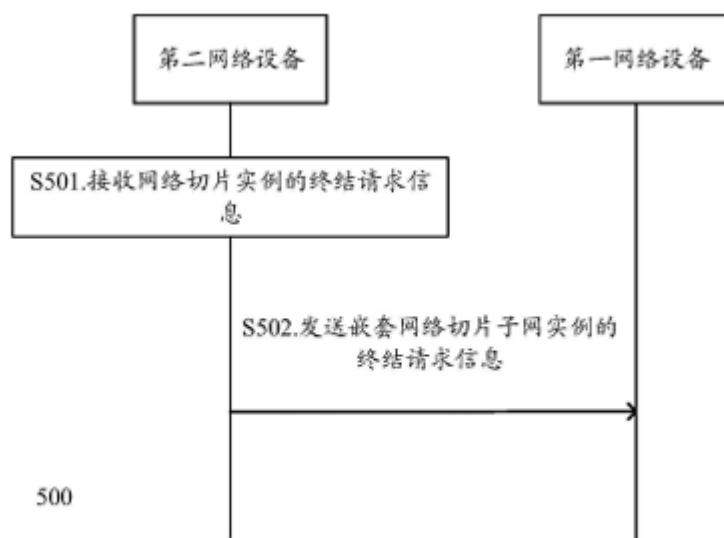 第二网络设备
第一网络设备
S501.接收网络切片实例的终结请求信
息
S502.发送嵌套网络切片子网实例的
终结请求信息
500